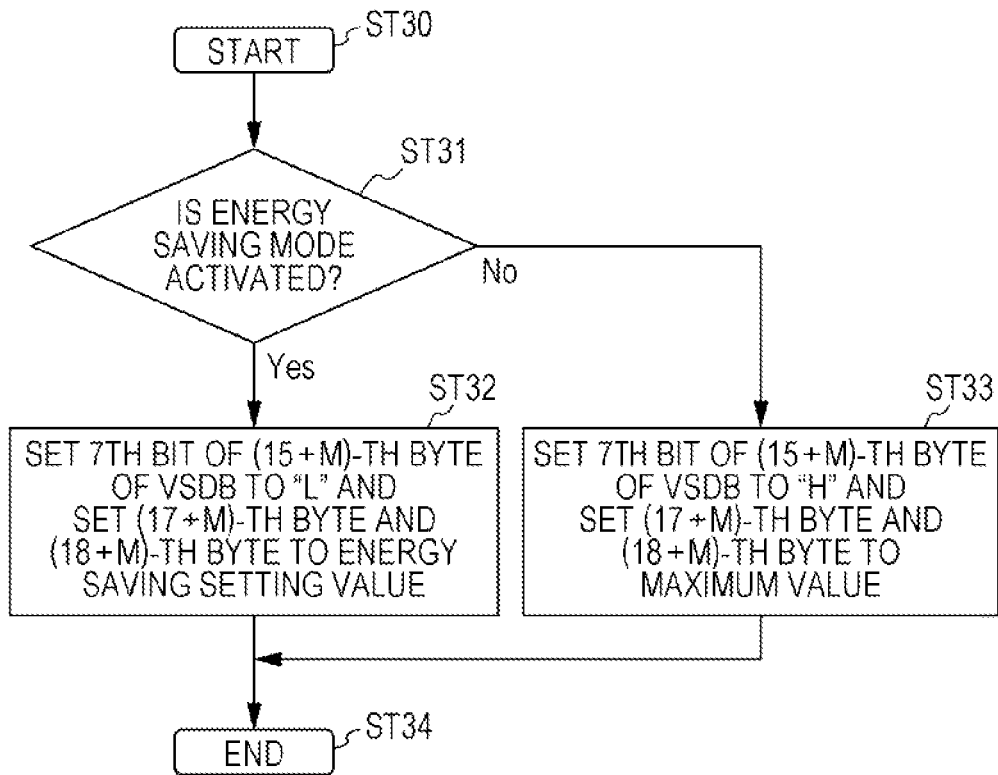 START
ST30
ST31
IS ENERGY
SAVING MODE
ACTIVATED?
No
Yes
ST32
SET 7TH BIT OF (15+M)-TH BYTE
OF VSDB TO "L" AND
SET (17+M)-TH BYTE AND
(18+M)-TH BYTE TO ENERGY
SAVING SETTING VALUE
ST33
SET 7TH BIT OF (15+M)-TH BYTE
OF VSDB TO "H" AND
SET (17+M)-TH BYTE AND
(18+M)-TH BYTE TO
MAXIMUM VALUE
END
ST34